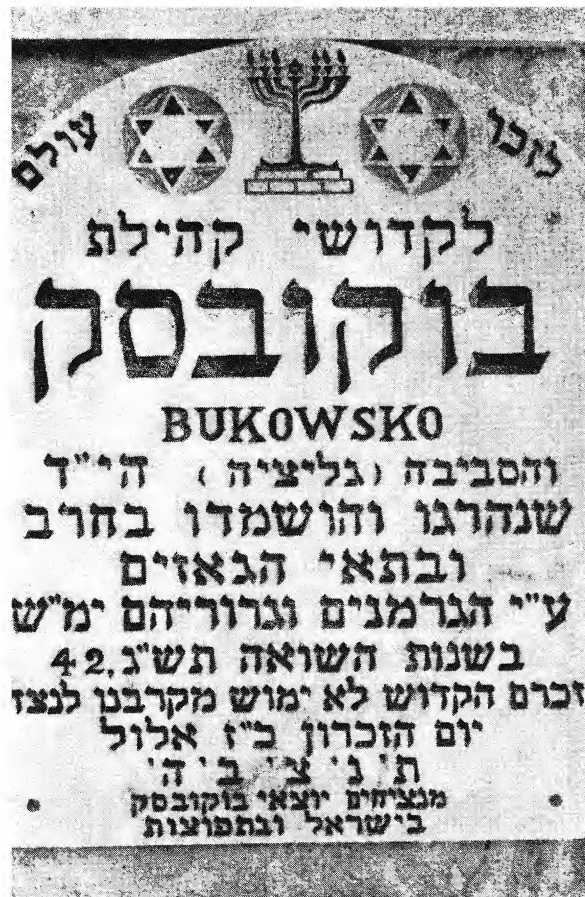 לזכר עולם
לקדושי קהילת
בוקובסק
BUKOWSKO
והסביבה (גליציה) הי"ד
שנהרגו והושמדו בחרב
ובתאי הגאזים
ע"י הגרמנים וגרוריהם ימ"ש
בשנות השואה תש"ג, 42
זכרם הקדוש לא ימוש מקרבנו לנצח
יום הזכרון כ"ז אלול
ת' נ' צ' ב' ה'
מנציחים יוצאי בוקובסק
בישראל ובתפוצות